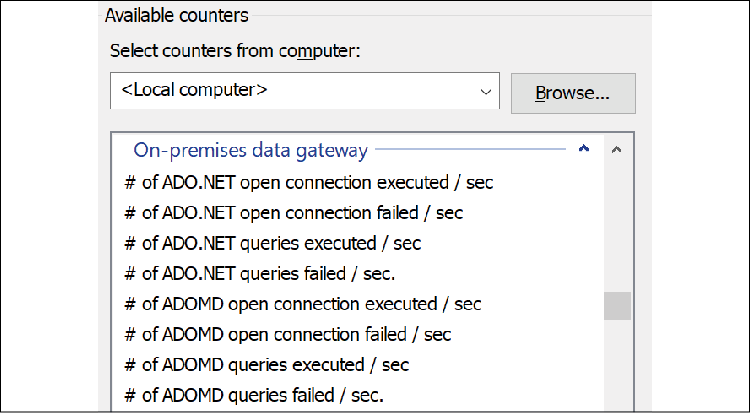 Available counters
Select counters from computer:
<Local computer>
Browse...
On-premises data gateway
# of ADO.NET open connection executed / sec
# of ADO.NET open connection failed / sec
# of ADO.NET queries executed / sec
# of ADO.NET queries failed / sec.
# of ADOMD open connection executed / sec
# of ADOMD open connection failed / sec
# of ADOMD queries executed / sec
# of ADOMD queries failed / sec.